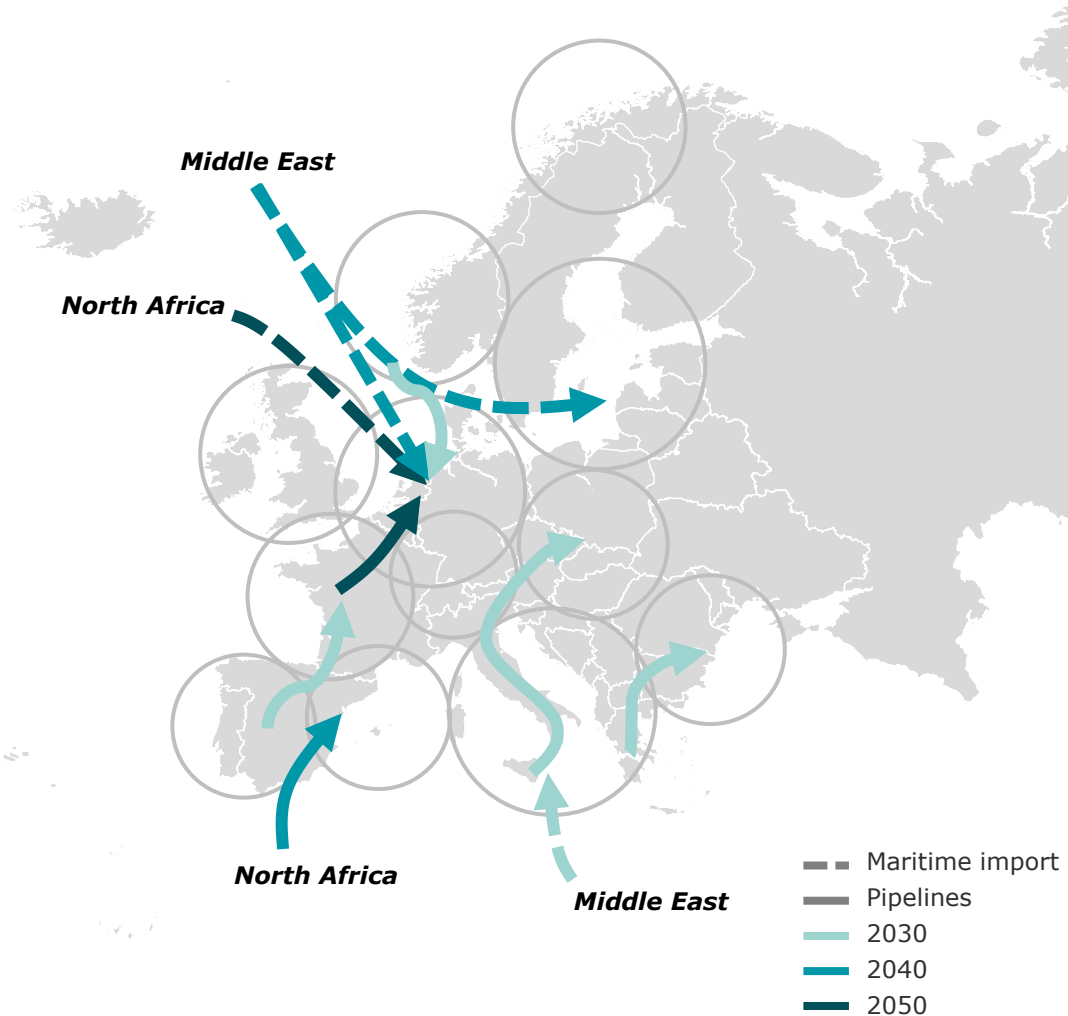 Middle East
North Africa
North Africa
Middle East
Maritime import
Pipelines
2030
2040
2050